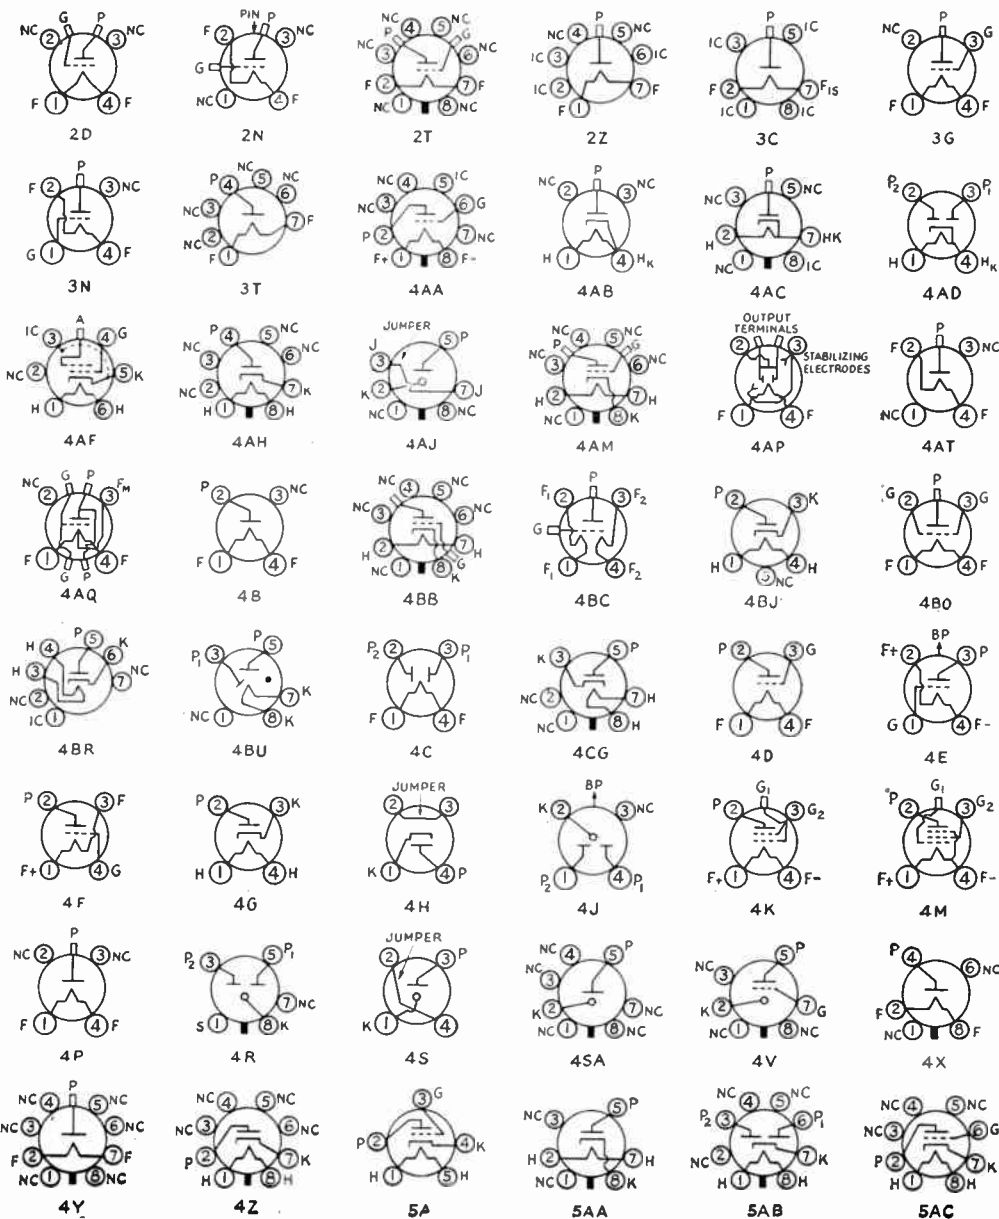 G P
NC 2 3 NC
F 1 4 F
2D
PIN
P
F 2 3 NC
G
NC 1 4 F
2N
NC 4 5 NC
P G
NC 3 6 NC
F 2 7 F
NC 1 8 NC
2T
P
NC 4 5 IC
IC 3 6 IC
IC 2 7 F
F 1
2Z
P
IC 3 5 IC
F 2 7 F1S
IC 1 8 IC
3C
P
NC 2 3 G
F 1 4 F
3G
P
F 2 3 NC
G 1 4 F
3N
P 4 5 NC
NC 3 6 NC
NC 2 7 F
F 1
3T
NC 4 5 IC
NC 3 6 G
P 2 7 NC
F+ 1 8 F-
4AA
P
NC 2 3 NC
H 1 4 HK
4AB
P
NC 3 5 NC
H 2 7 HK
NC 1 8 IC
4AC
P2 2 3 P1
H 1 4 HK
4AD
A
IC 3 4 G
NC 2 5 K
H 1 6 H
4AF
P 4 5 NC
NC 3 6 NC
NC 2 7 K
H 1 8 H
4AH
JUMPER
J 3 5 P
K 2 7 J
NC 1 8 NC
4AJ
NC 4 5 NC
P G
NC 3 6 NC
H 2 7 H
NC 1 8 K
4AM
OUTPUT
TERMINALS
2 3
STABILIZING
ELECTRODES
F 1 4 F
4AP
P
F 2 3 NC
NC 1 4 F
4AT
G P
NC 2 3 FM
F 1 4 F
G P
4AQ
P 2 3 NC
F 1 4 F
4B
NC 4 5 NC
NC 3 6 NC
H 2 7 H
G
NC 1 8 K
4BB
P
F1 2 3 F2
G
F1 1 4 F2
4BC
P 2 3 K
H 1 4 H
NC
4BJ
P
G 2 3 G
F 1 4 F
4BO
P 5 K
H 4 6
H 3 7 NC
NC 2
IC 1
4BR
P 5
P1 3
7 K
NC 1 8 K
4BU
P2 2 3 P1
F 1 4 F
4C
K 3 5 P
NC 2 7 H
NC 1 8 H
4CG
P 2 3 G
F 1 4 F
4D
BP
F+ 2 3 P
G 1 4 F-
4E
P 2 3 F
F+ 1 4 G
4F
P 2 3 K
H 1 4 H
4G
JUMPER
2 3
K 1 4 P
4H
BP
K 2 3 NC
P2 1 4 P1
4J
G1
P 2 3 G2
F+ 1 4 F-
4K
G1
P 2 3 G2
F+ 1 4 F-
4M
P
NC 2 3 NC
F 1 4 F
4P
P2 3 5 P1
7 NC
S 1 8 K
4R
JUMPER
2 3 P
K 1 4
4S
NC 4 5 P
NC 3
K 2 7 NC
NC 1 8 NC
4SA
5 P
NC 3
K 2 7 G
NC 1 8 NC
4V
P 4 6 NC
F 2
NC 1 8 F
4X
P
NC 4 5 NC
NC 3 6 NC
F 2 7 F
NC 1 8 NC
4Y
NC 4 5 NC
NC 3 6 NC
P 2 7 K
H 1 8 H
4Z
3 G
P 2 4 K
H 1 5 H
5A
5 P
NC 3
H 2 7 H
NC 1 8 K
5AA
NC 4 5 NC
P2 3 6 P1
NC 2 7 K
H 1 8 H
5AB
NC 4 5 NC
NC 3 6 G
P 2 7 K
H 1 8 H
5AC